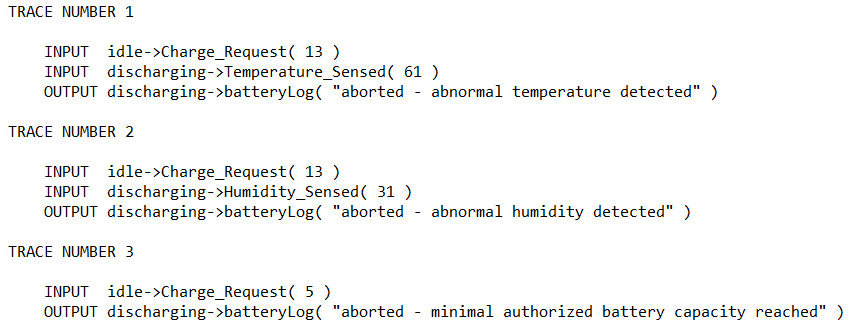 TRACE NUMBER 1
INPUT idle->Charge_Request( 13 )
INPUT discharging->Temperature_Sensed( 61 )
OUTPUT discharging->batteryLog( "aborted - abnormal temperature detected" )
TRACE NUMBER 2
INPUT idle->Charge_Request( 13 )
INPUT discharging->Humidity_Sensed( 31 )
OUTPUT discharging->batteryLog( "aborted - abnormal humidity detected" )
TRACE NUMBER 3
INPUT idle->Charge_Request( 5 )
OUTPUT discharging->batteryLog( "aborted - minimal authorized battery capacity reached" )